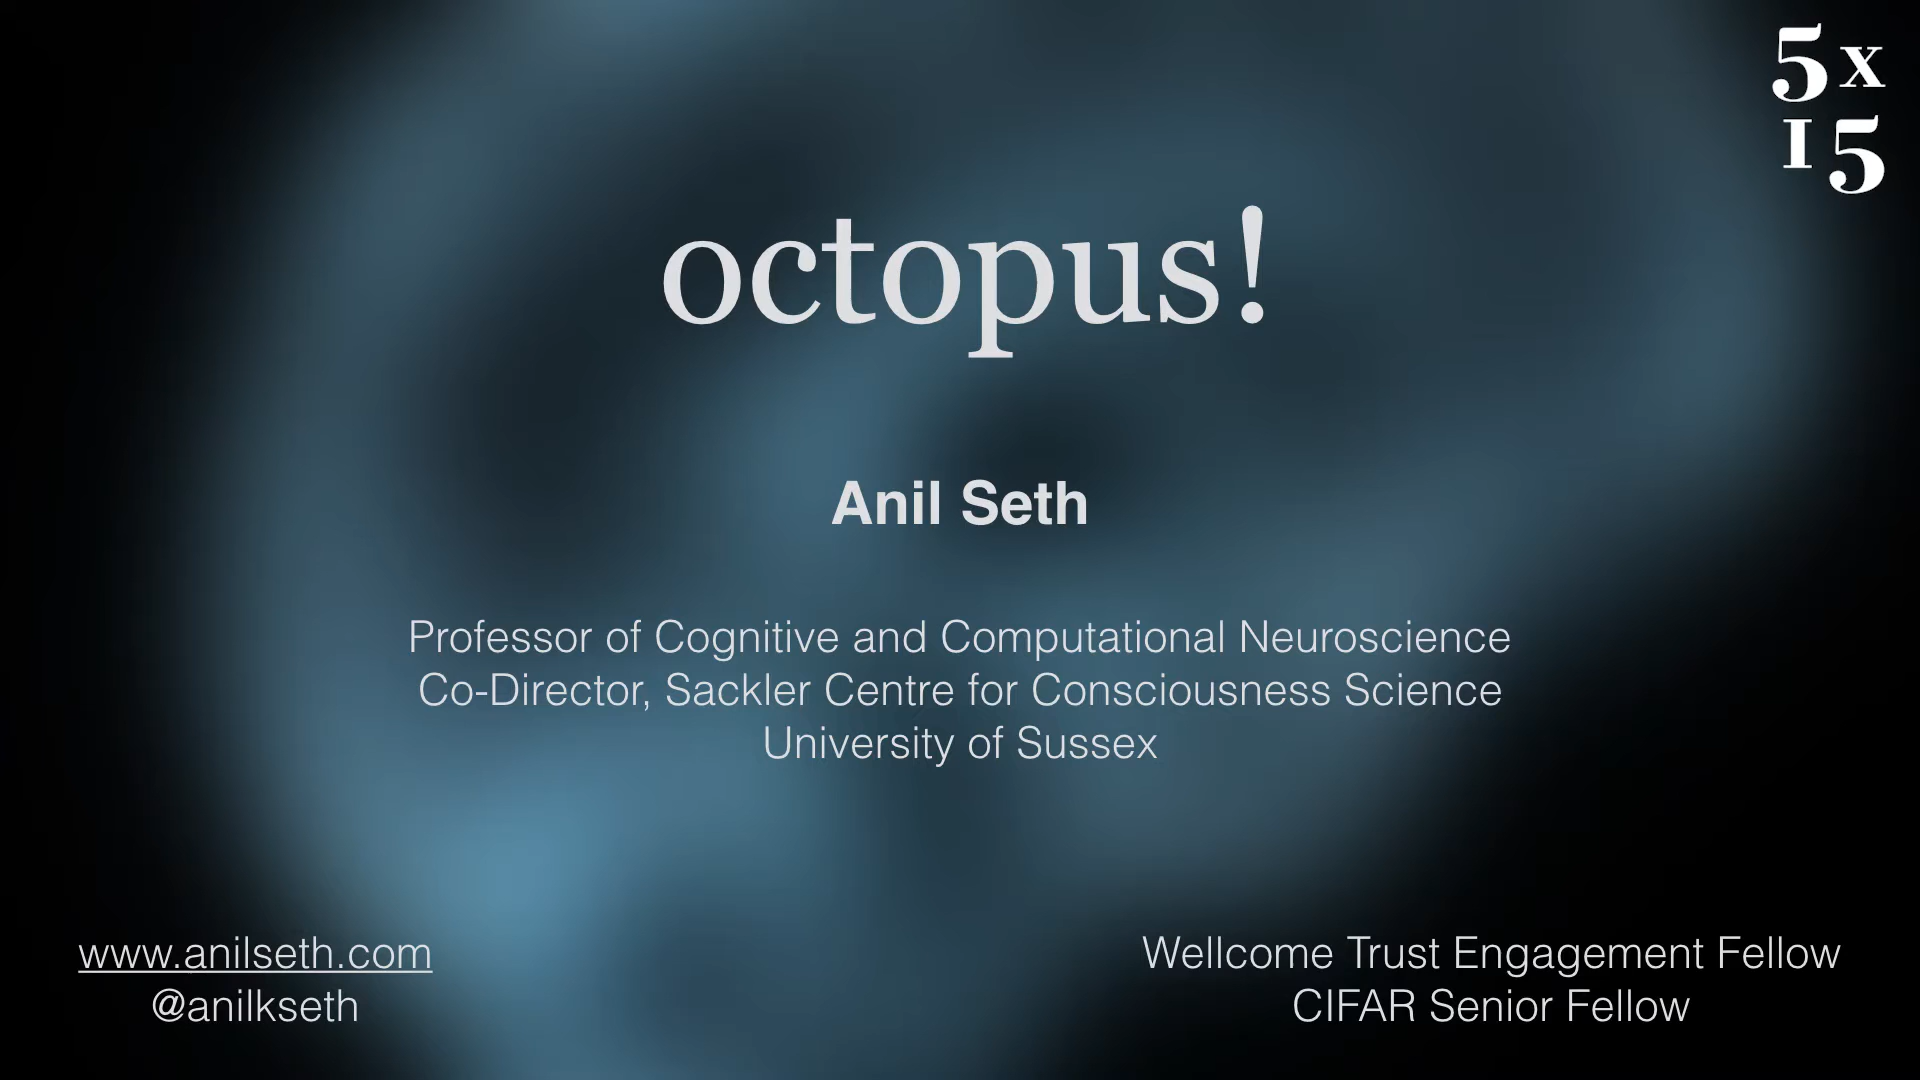 5x
15
octopus!
Anil Seth
Professor of Cognitive and Computational Neuroscience
Co-Director, Sackler Centre for Consciousness Science
University of Sussex
www.anilseth.com
@anilkseth
Wellcome Trust Engagement Fellow
CIFAR Senior Fellow